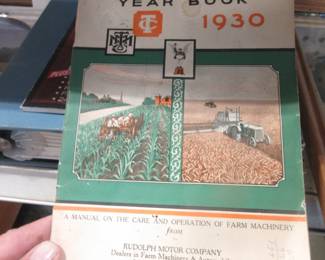 YEAR BOOK
1930
A MANUAL ON THE CARE AND OPERATION OF FARM MACHINERY
from
RUDOLPH MOTOR COMPANY
Dealers in Farm Machinery &